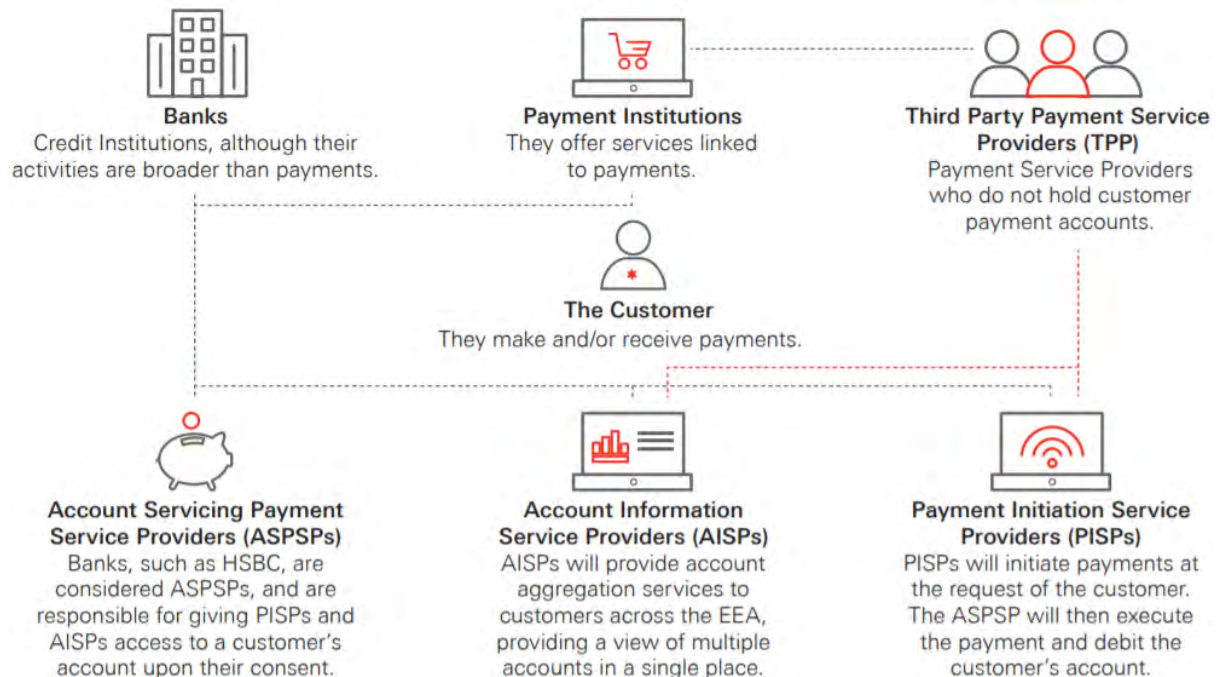 Banks
Credit Institutions, although their
activities are broader than payments.
Payment Institutions
They offer services linked
to payments.
Third Party Payment Service
Providers (TPP)
Payment Service Providers
who do not hold customer
payment accounts.
The Customer
They make and/or receive payments.
Account Servicing Payment
Service Providers (ASPSPs)
Banks, such as HSBC, are
considered ASPSPs, and are
responsible for giving PISPs and
AISPs access to a customer's
account upon their consent.
Account Information
Service Providers (AISPs)
AISPs will provide account
aggregation services to
customers across the EEA,
providing a view of multiple
accounts in a single place.
Payment Initiation Service
Providers (PISPs)
PISPs will initiate payments at
the request of the customer.
The ASPSP will then execute
the payment and debit the
customer's account.